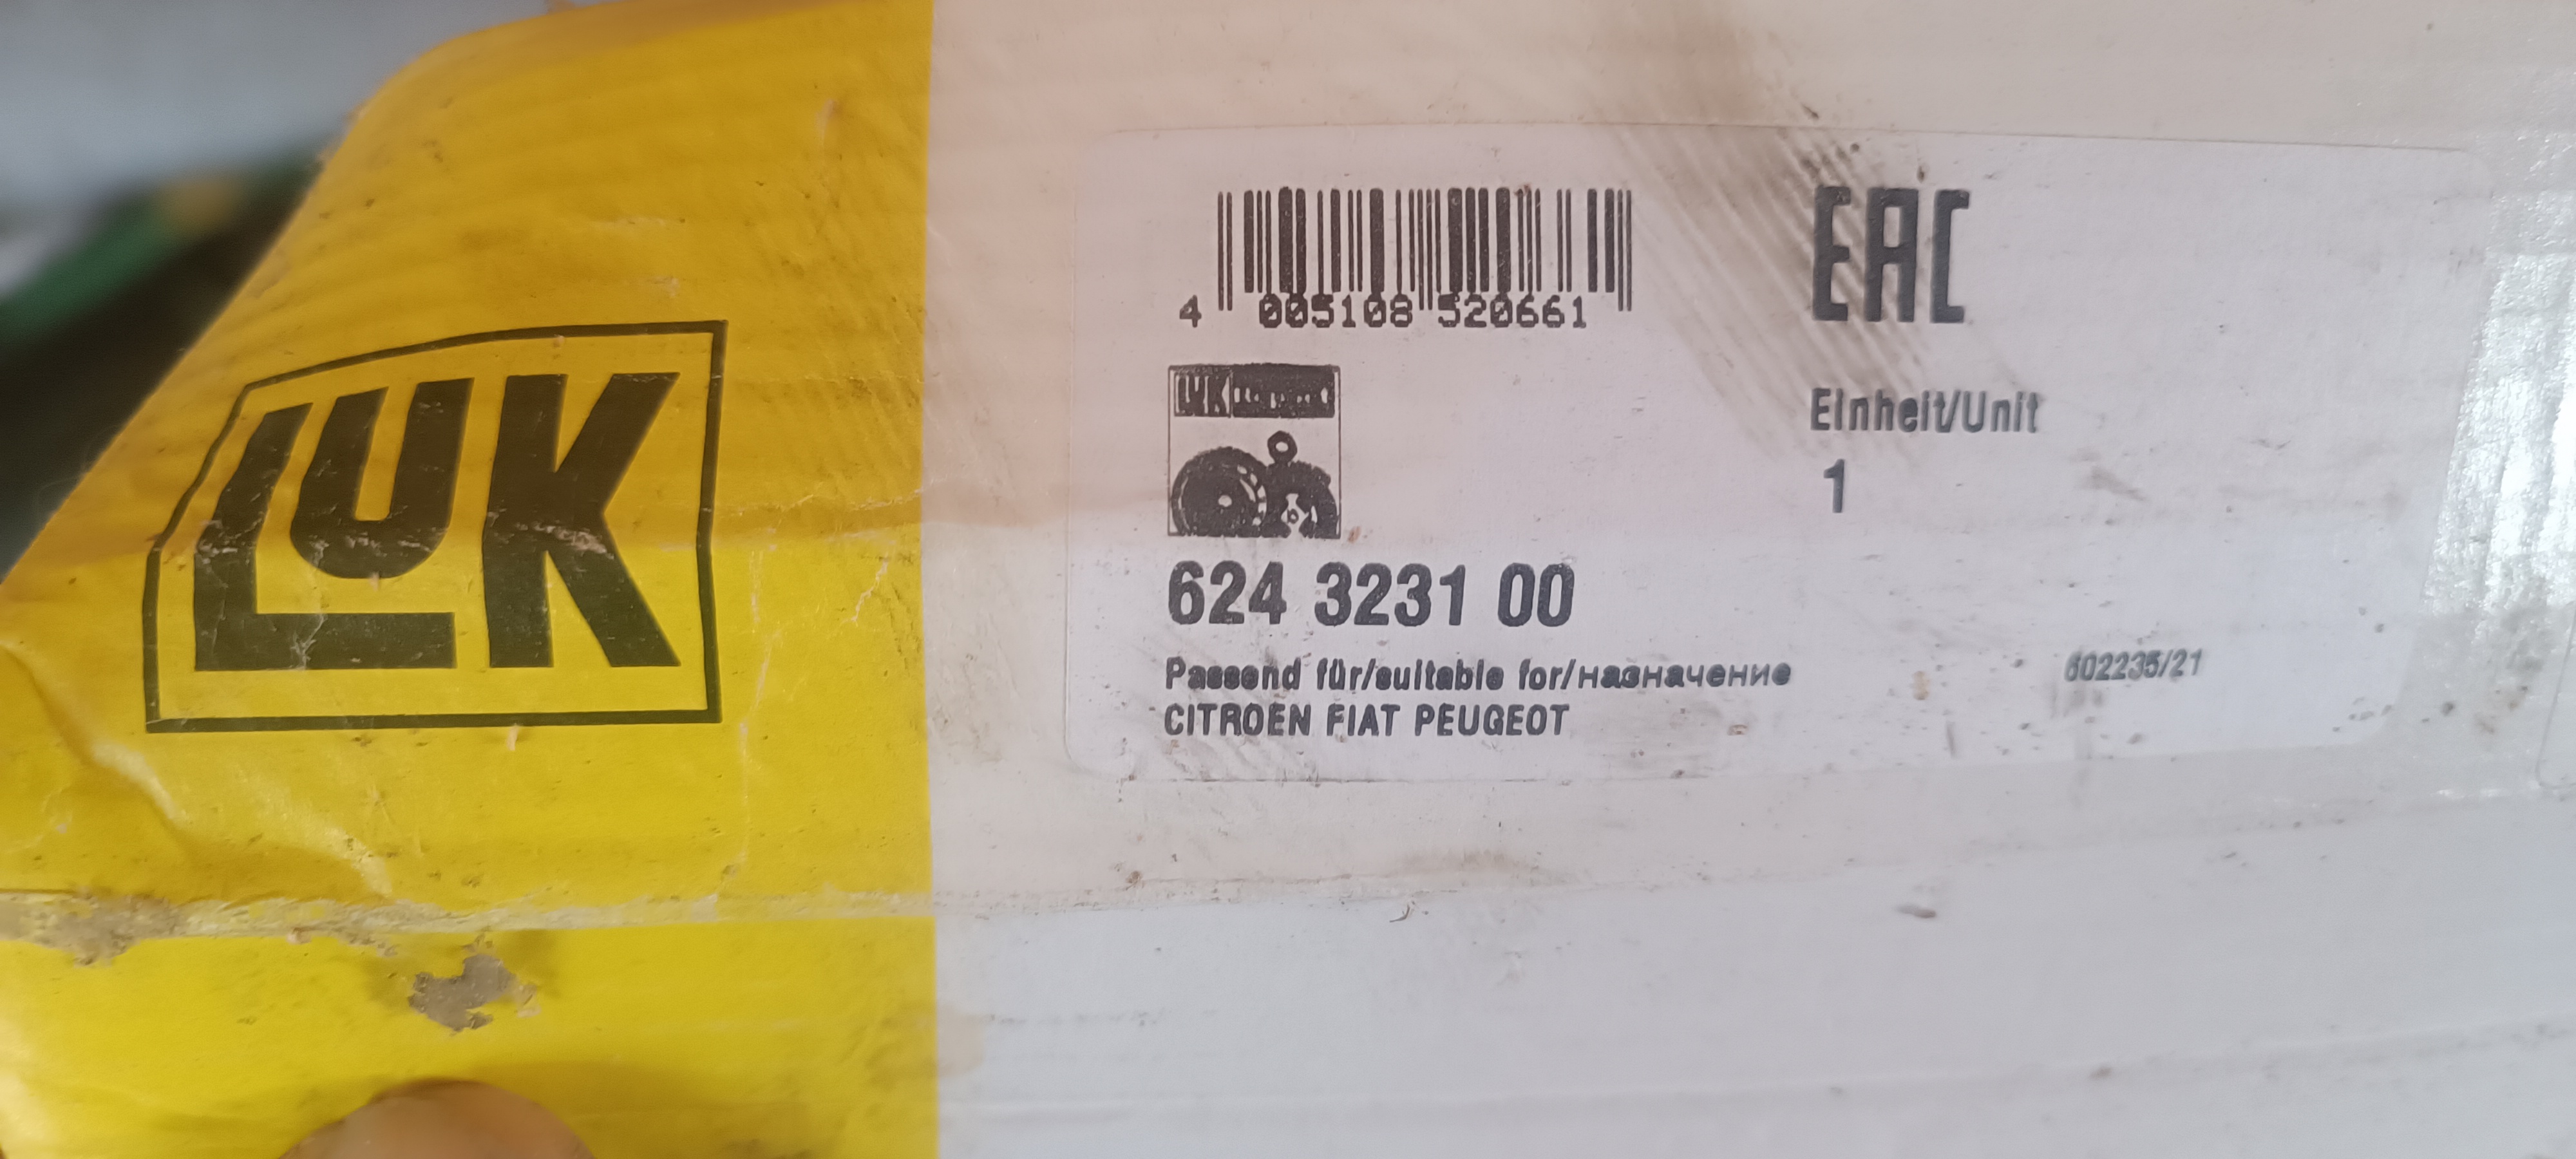 LUK
4 005108 520661
EAC
LUK
Einheit/Unit
1
624 3231 00
Passend für/suitable for/назначение
602235/21
CITROEN FIAT PEUGEOT